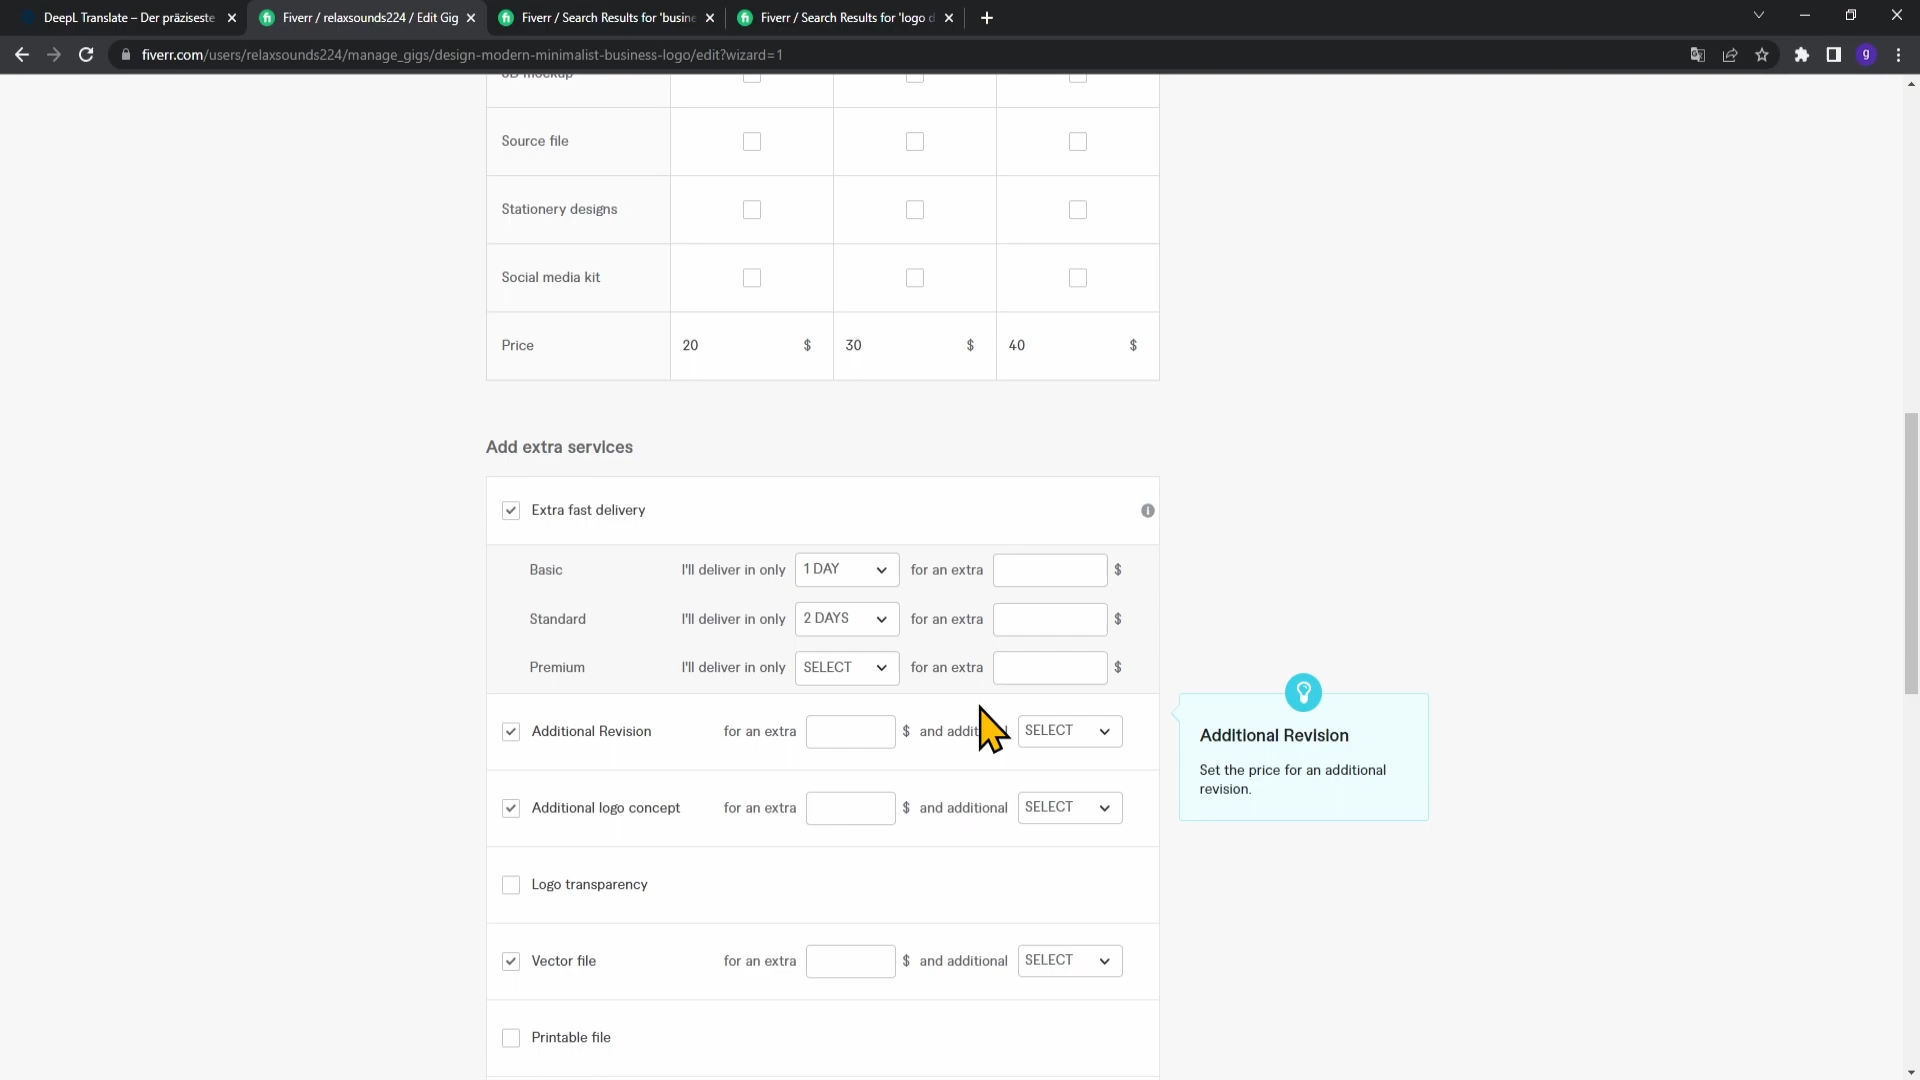 DeepL Translate – Der präziseste
Fiverr / relaxsounds224 / Edit Gig
Fiverr / Search Results for 'busine
Fiverr / Search Results for 'logo d
fiverr.com/users/relaxsounds224/manage_gigs/design-modern-minimalist-business-logo/edit?wizard=1
g
3D mockup
Source file
Stationery designs
Social media kit
Price 20 $ 30 $ 40 $
Add extra services
Extra fast delivery
Basic I'll deliver in only 1 DAY for an extra $
Standard I'll deliver in only 2 DAYS for an extra $
Premium I'll deliver in only SELECT for an extra $
Additional Revision for an extra $ and addit l SELECT
Additional logo concept for an extra $ and additional SELECT
Logo transparency
Vector file for an extra $ and additional SELECT
Printable file
Additional Revision
Set the price for an additional
revision.